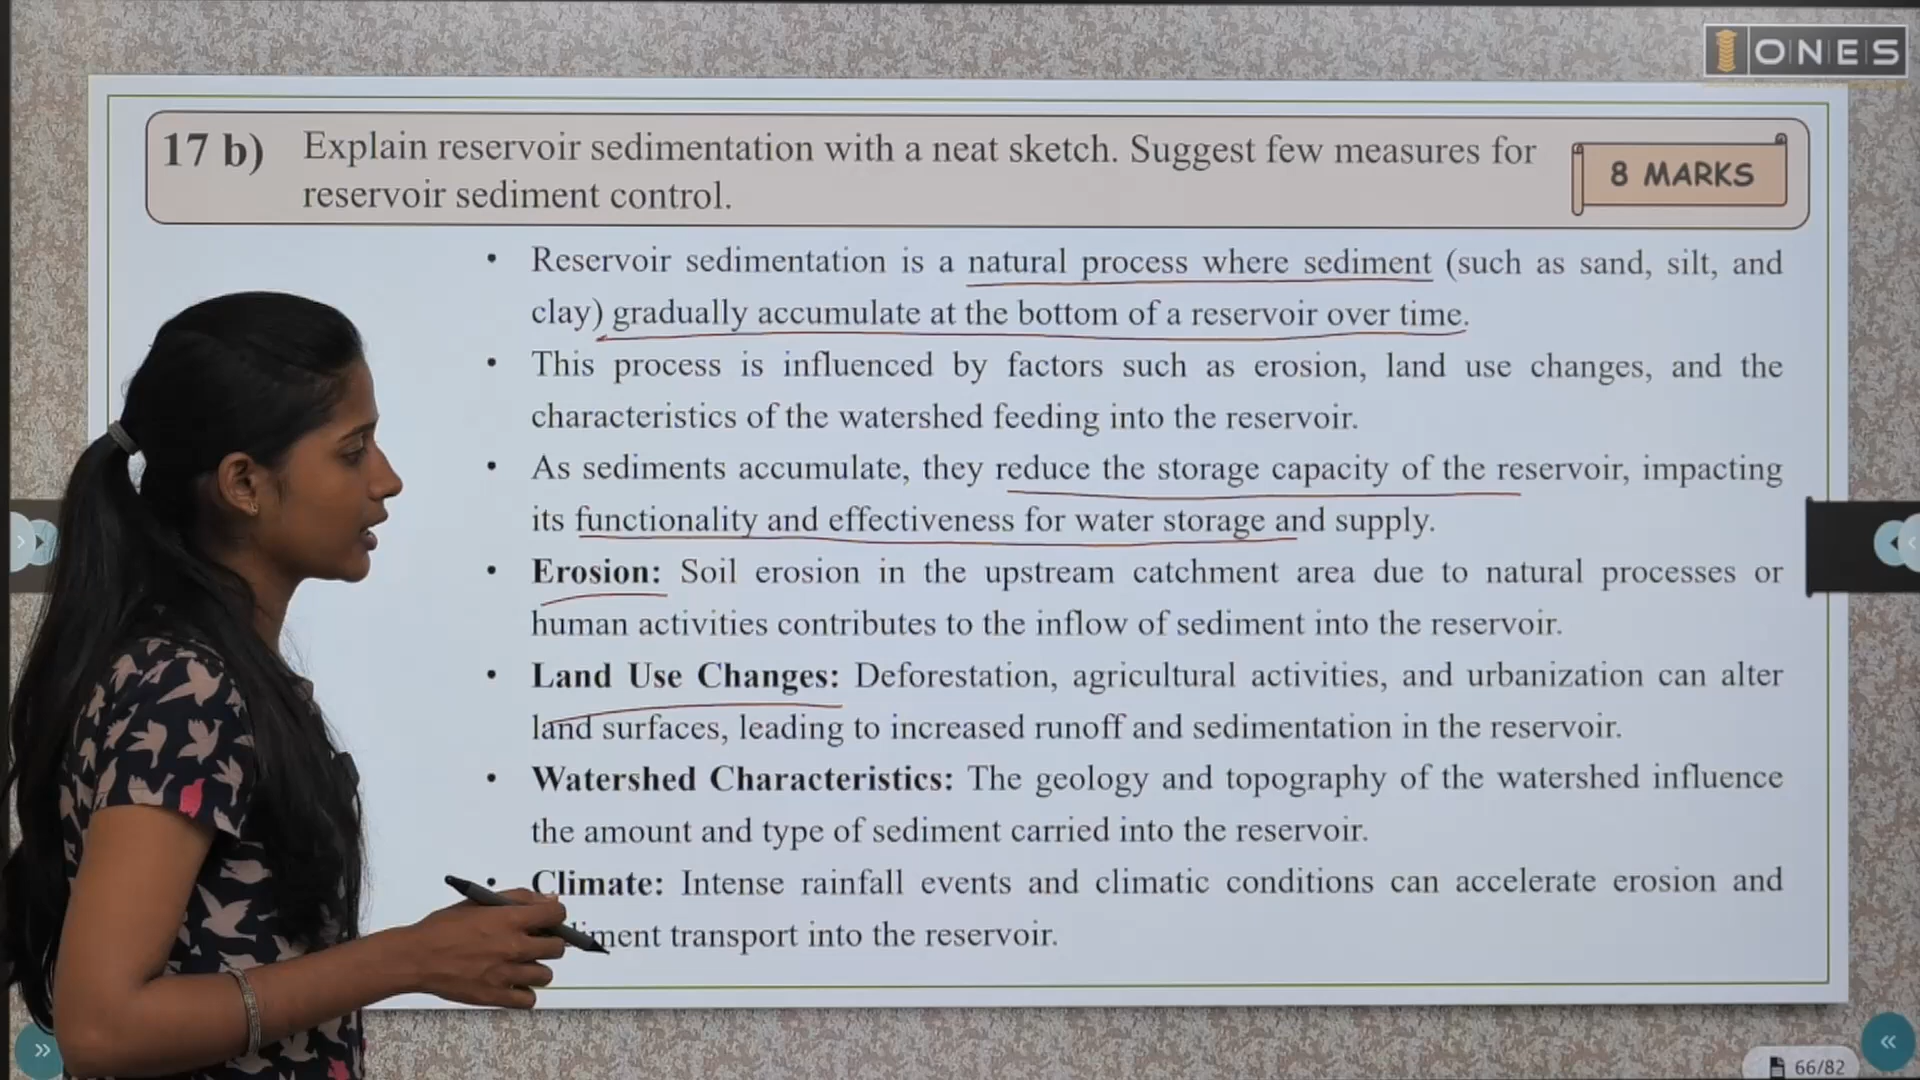 ONES
17 b) Explain reservoir sedimentation with a neat sketch. Suggest few measures for
reservoir sediment control.
8 MARKS
• Reservoir sedimentation is a natural process where sediment (such as sand, silt, and
clay) gradually accumulate at the bottom of a reservoir over time.
• This process is influenced by factors such as erosion, land use changes, and the
characteristics of the watershed feeding into the reservoir.
• As sediments accumulate, they reduce the storage capacity of the reservoir, impacting
its functionality and effectiveness for water storage and supply.
• Erosion: Soil erosion in the upstream catchment area due to natural processes or
human activities contributes to the inflow of sediment into the reservoir.
• Land Use Changes: Deforestation, agricultural activities, and urbanization can alter
land surfaces, leading to increased runoff and sedimentation in the reservoir.
• Watershed Characteristics: The geology and topography of the watershed influence
the amount and type of sediment carried into the reservoir.
• Climate: Intense rainfall events and climatic conditions can accelerate erosion and
transport into the reservoir.
66/82